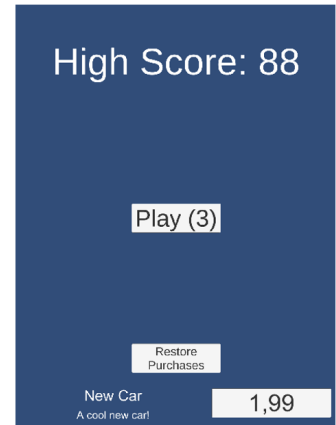 High Score: 88
Play (3)
Restore
Purchases
New Car
A cool new car!
1,99